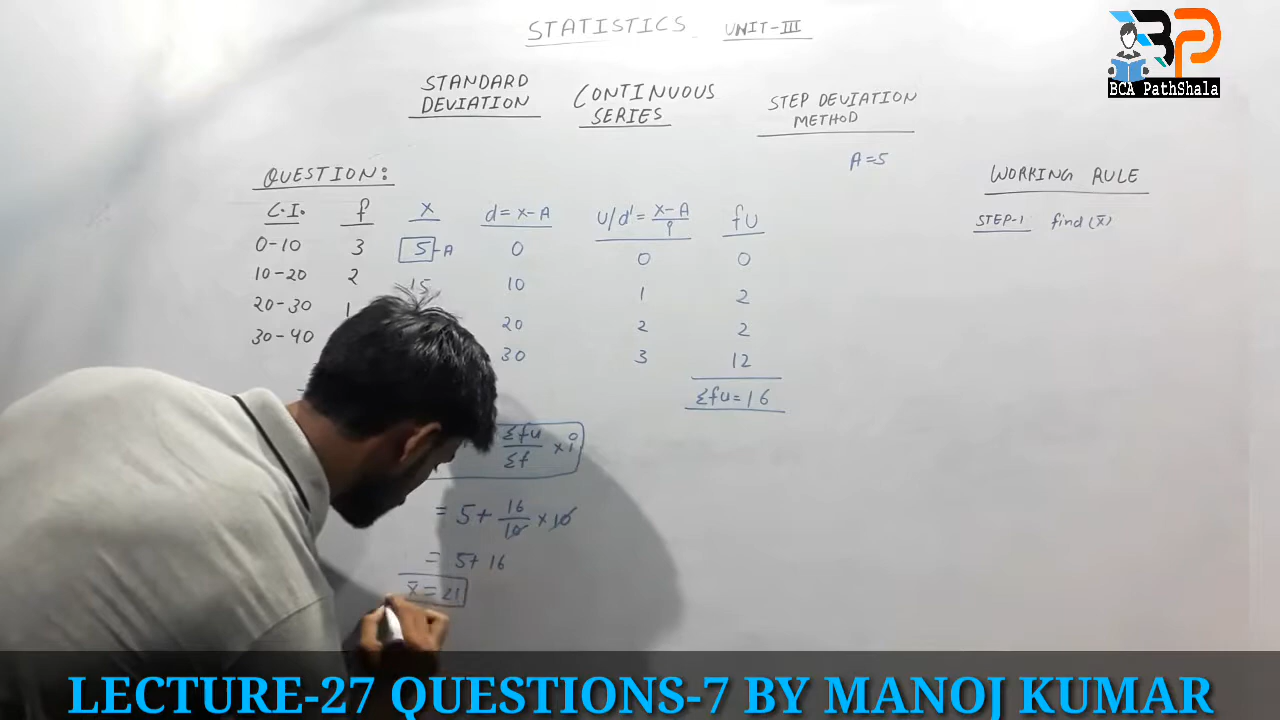 STATISTICS UNIT-III
BCA PathShala
STANDARD DEVIATION
CONTINUOUS SERIES
STEP DEVIATION METHOD
A=5
QUESTION:
WORKING RULE
STEP-1 find (x̄)
C.I. f x d=x-A u/d'=x-A/i fu
0-10 3 5-A 0 0 0
10-20 2 15 10 1 2
20-30 1 20 2 2
30-40 30 3 12
Σfu=16
Σfu/Σf ×i
= 5+ 16/10 ×10
= 5+16
x̄ = 21
LECTURE-27 QUESTIONS-7 BY MANOJ KUMAR